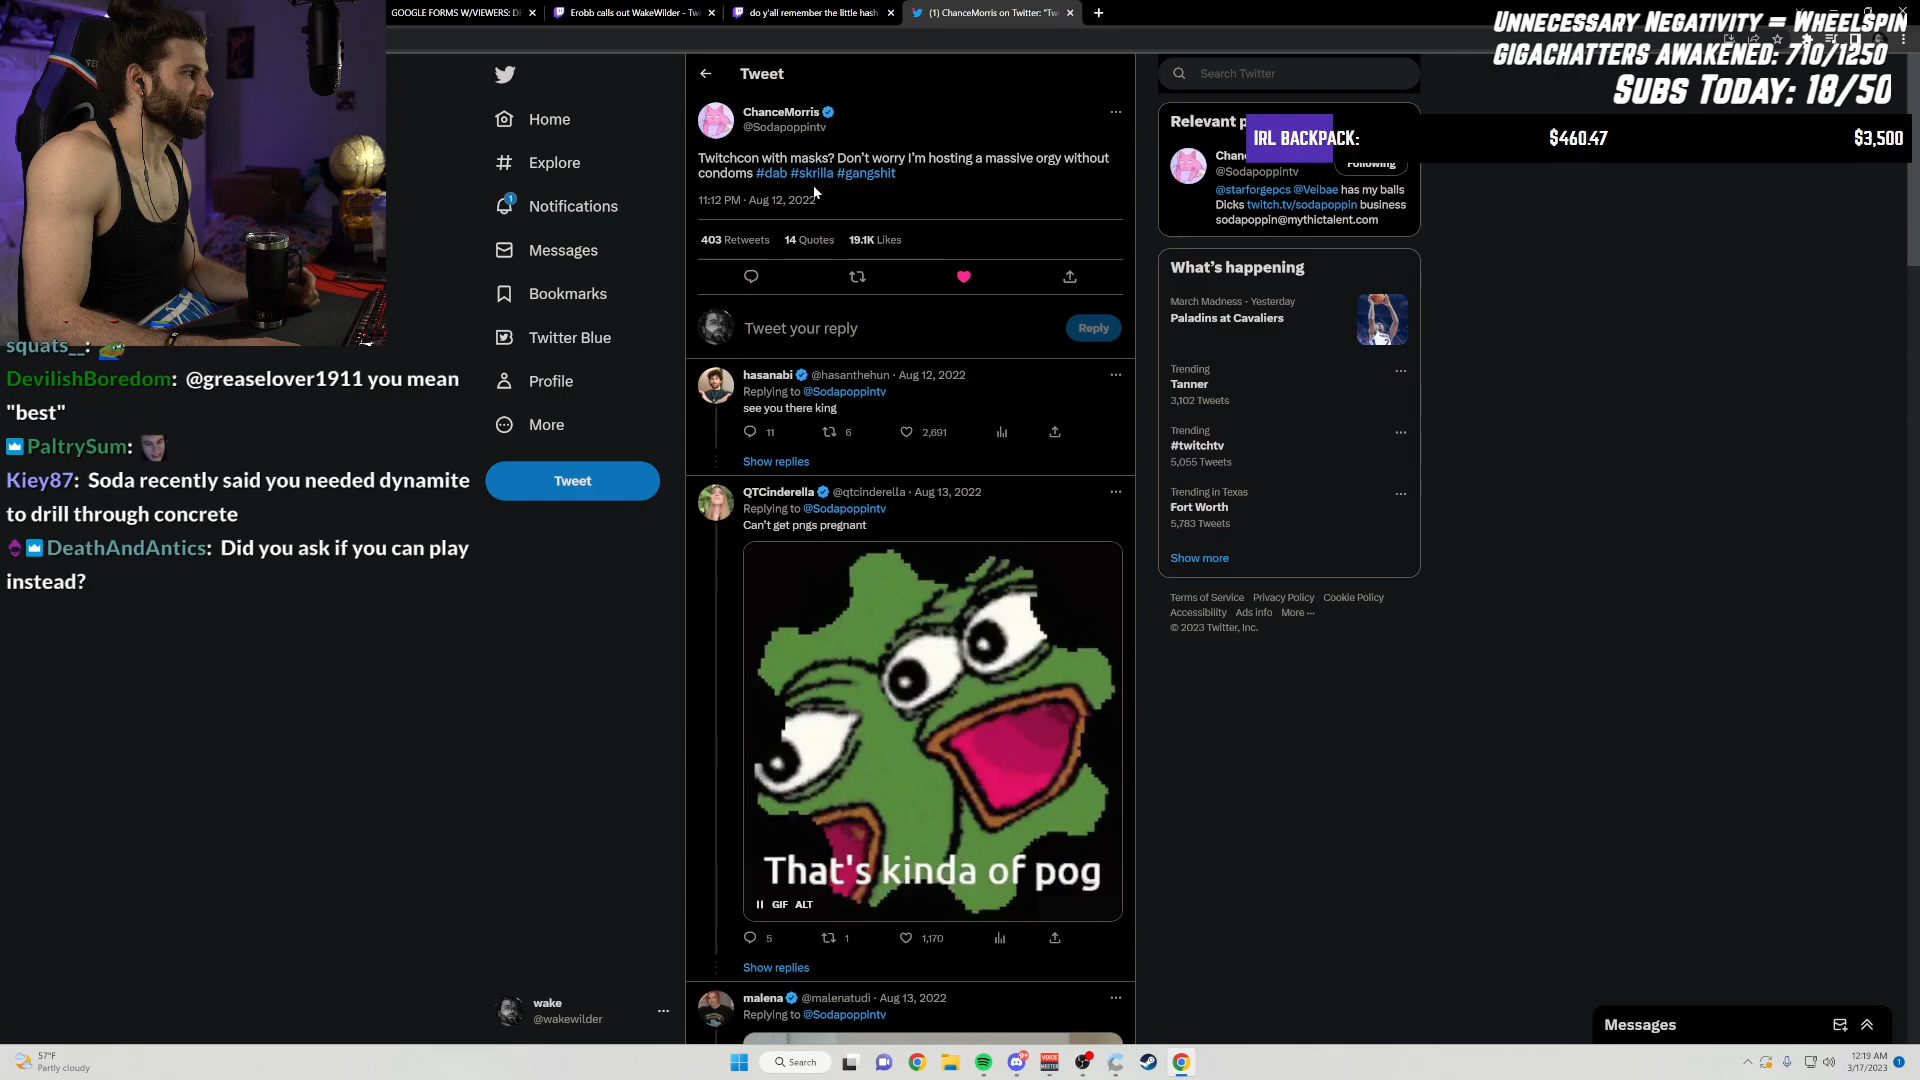 GOOGLE FORMS W/VIEWERS: D
Erobb calls out WakeWilder - Tw
do y'all remember the little hash
(1) ChanceMorris on Twitter: "Tw
UNNECESSARY NEGATIVITY = WHEELSPIN
GIGACHATTERS AWAKENED: 710/1250
SUBS TODAY: 18/50
IRL BACKPACK:
$460.47
$3,500
squats__:
DevilishBoredom: @greaselover1911 you mean
"best"
PaltrySum:
Kiey87: Soda recently said you needed dynamite
to drill through concrete
DeathAndAntics: Did you ask if you can play
instead?
Home
Explore
1
Notifications
Messages
Bookmarks
Twitter Blue
Profile
More
Tweet
wake
@wakewilder
Tweet
ChanceMorris
@Sodapoppintv
Twitchcon with masks? Don't worry I'm hosting a massive orgy without
condoms #dab #skrilla #gangshit
11:12 PM · Aug 12, 2022
403 Retweets 14 Quotes 19.1K Likes
Tweet your reply
Reply
hasanabi @hasanthehun · Aug 12, 2022
Replying to @Sodapoppintv
see you there king
11 6 2,691
Show replies
QTCinderella @qtcinderella · Aug 13, 2022
Replying to @Sodapoppintv
Can't get pngs pregnant
That's kinda of pog
GIF ALT
5 1 1,170
Show replies
malena @malenatudi · Aug 13, 2022
Replying to @Sodapoppintv
Search Twitter
Relevant p
Chan
@Sodapoppintv
Following
@starforgepcs @Veibae has my balls
Dicks twitch.tv/sodapoppin business
sodapoppin@mythictalent.com
What's happening
March Madness · Yesterday
Paladins at Cavaliers
Trending
Tanner
3,102 Tweets
Trending
#twitchtv
5,055 Tweets
Trending in Texas
Fort Worth
5,783 Tweets
Show more
Terms of Service Privacy Policy Cookie Policy
Accessibility Ads info More ···
© 2023 Twitter, Inc.
Messages
57°F
Partly cloudy
Search
12:19 AM
3/17/2023
1